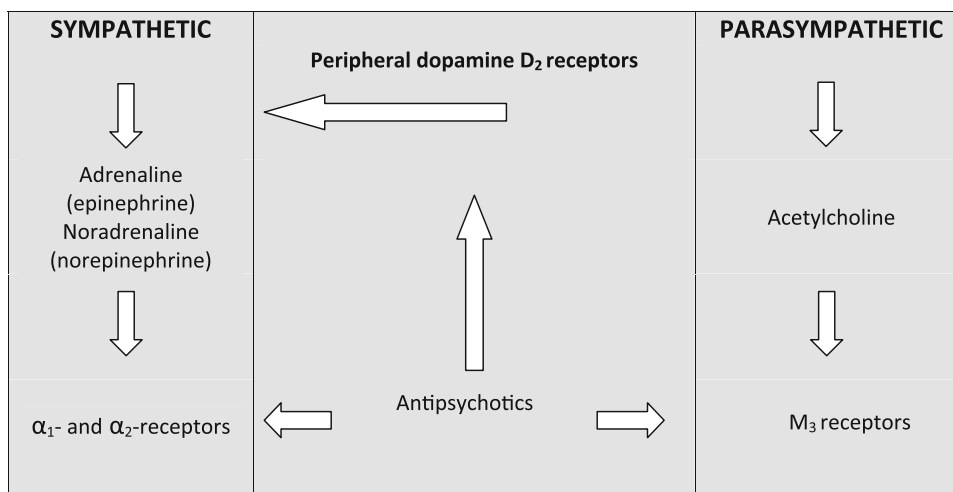 SYMPATHETIC
Adrenaline
(epinephrine)
Noradrenaline
(norepinephrine)
α₁- and α₂-receptors
Peripheral dopamine D₂ receptors
Antipsychotics
PARASYMPATHETIC
Acetylcholine
M₃ receptors